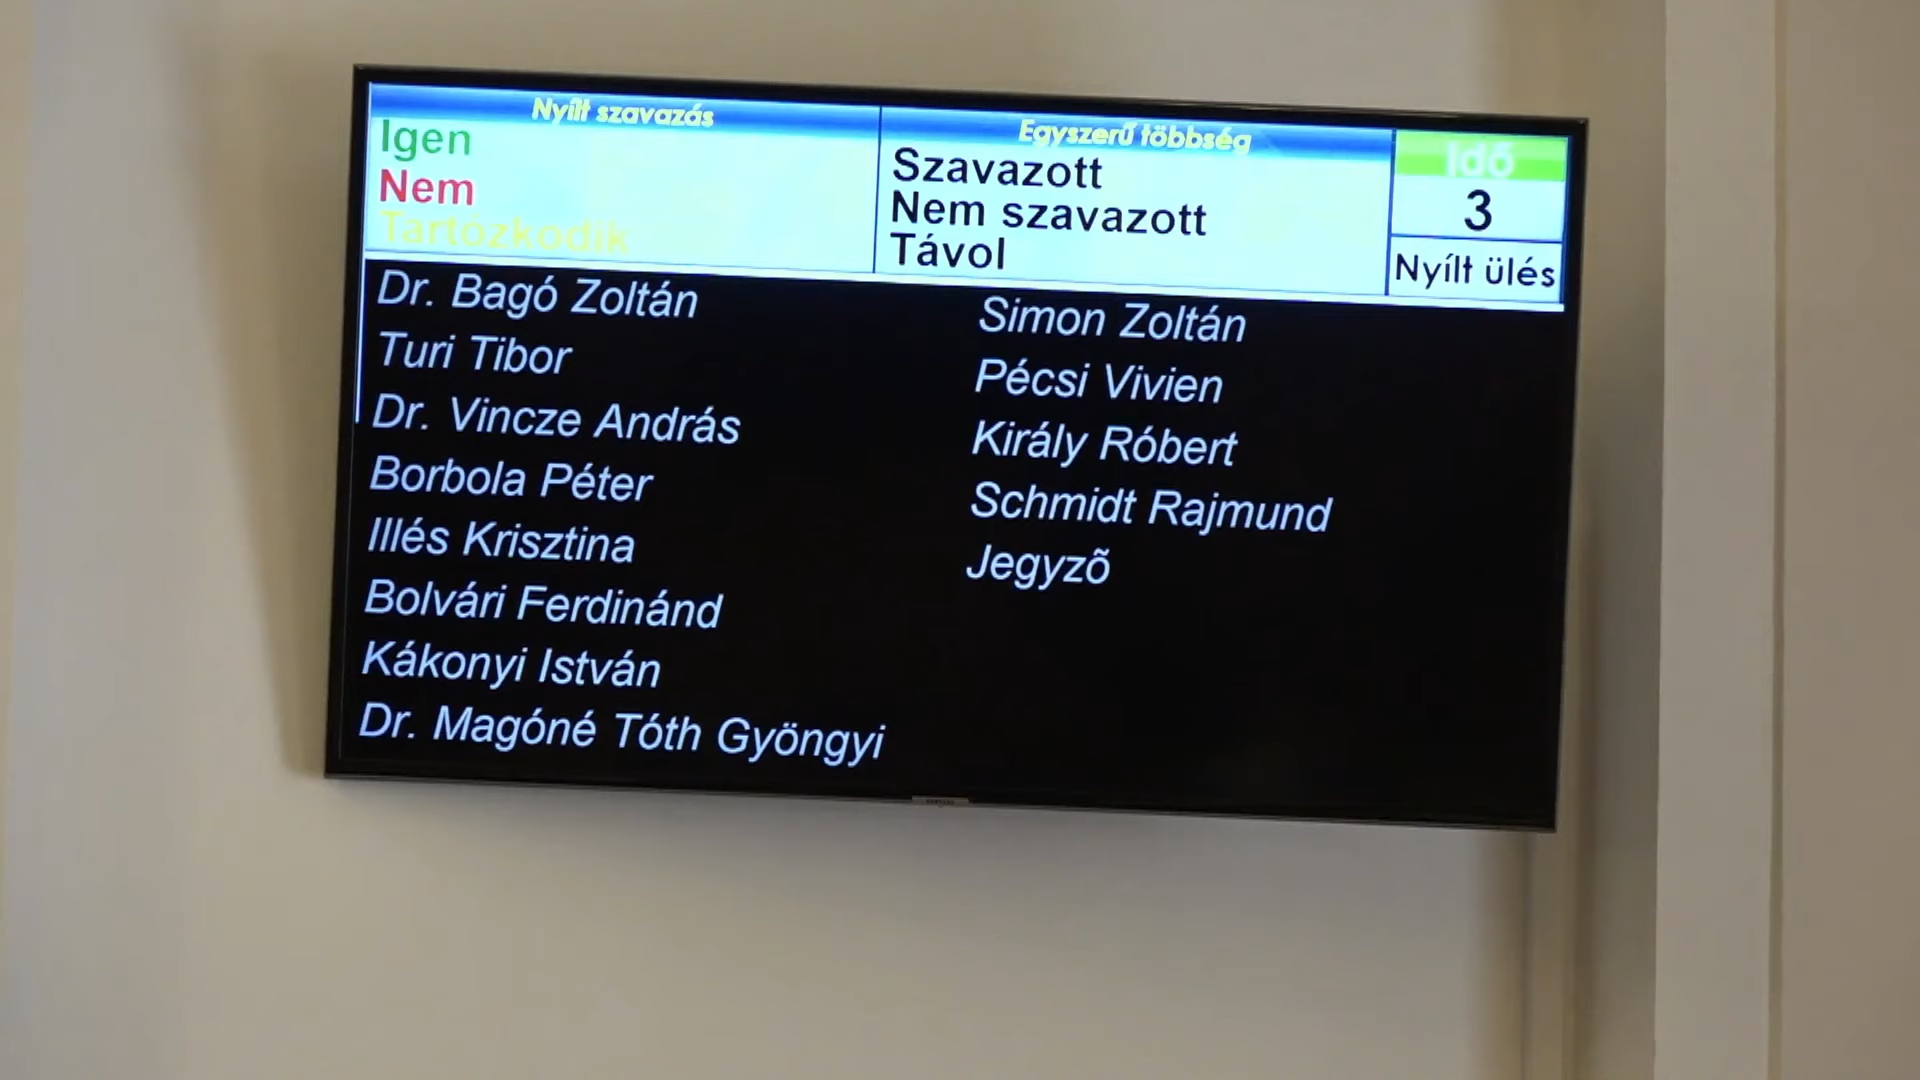 Nyílt szavazás
Igen
Nem
Tartózkodik
Egyszerű többség
Szavazott
Nem szavazott
Távol
Idő
3
Nyílt ülés
Dr. Bagó Zoltán
Turi Tibor
Dr. Vincze András
Borbola Péter
Illés Krisztina
Bolvári Ferdinánd
Kákonyi István
Dr. Magóné Tóth Gyöngyi
Simon Zoltán
Pécsi Vivien
Király Róbert
Schmidt Rajmund
Jegyzõ